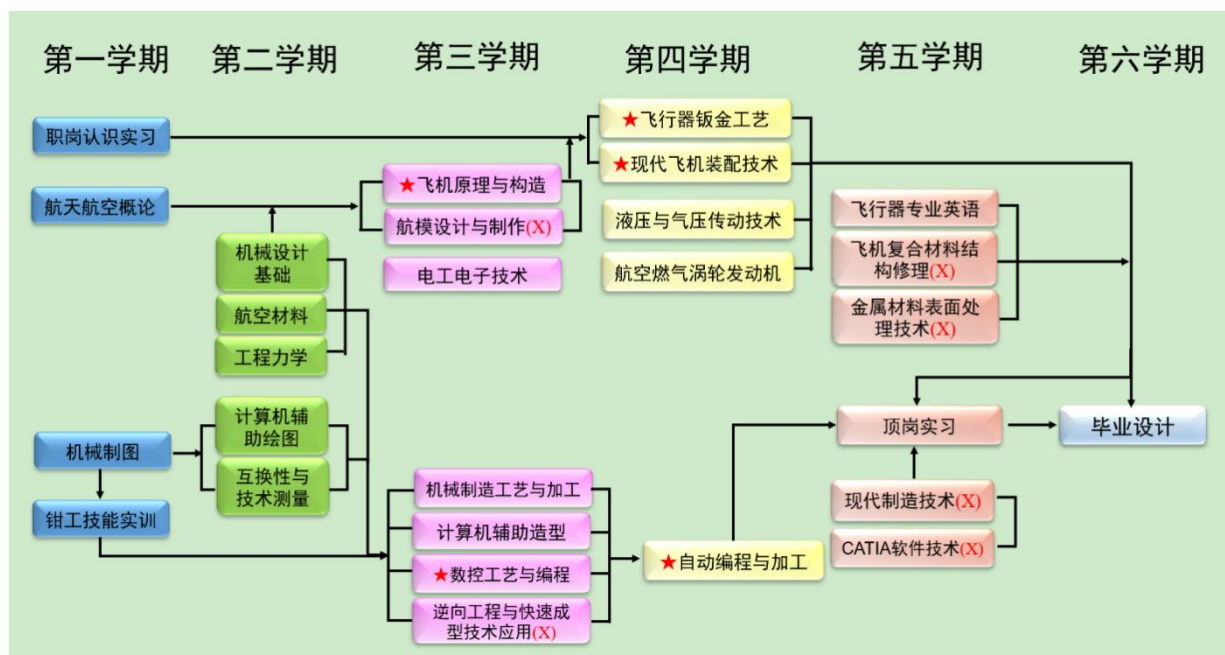 第一学期
第二学期
第三学期
第四学期
第五学期
第六学期
职岗认识实习
航天航空概论
机械制图
钳工技能实训
机械设计
基础
航空材料
工程力学
计算机辅
助绘图
互换性与
技术测量
★飞机原理与构造
航模设计与制作(X)
电工电子技术
机械制造工艺与加工
计算机辅助造型
★数控工艺与编程
逆向工程与快速成
型技术应用(X)
★飞行器钣金工艺
★现代飞机装配技术
液压与气压传动技术
航空燃气涡轮发动机
★自动编程与加工
飞行器专业英语
飞机复合材料结
构修理(X)
金属材料表面处
理技术(X)
顶岗实习
现代制造技术(X)
CATIA软件技术(X)
毕业设计